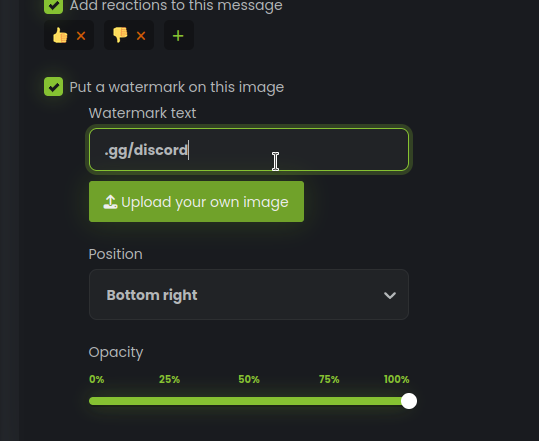 Add reactions to this message
👍 × 👎 × +
Put a watermark on this image
Watermark text
.gg/discord
Upload your own image
Position
Bottom right
Opacity
0% 25% 50% 75% 100%